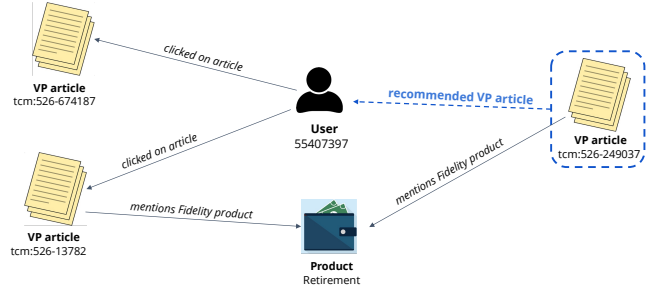 clicked on article
VP article
tcm:526-674187
recommended VP article
User
55407397
VP article
tcm:526-249037
clicked on article
mentions Fidelity product
mentions Fidelity product
VP article
tcm:526-13782
Product
Retirement